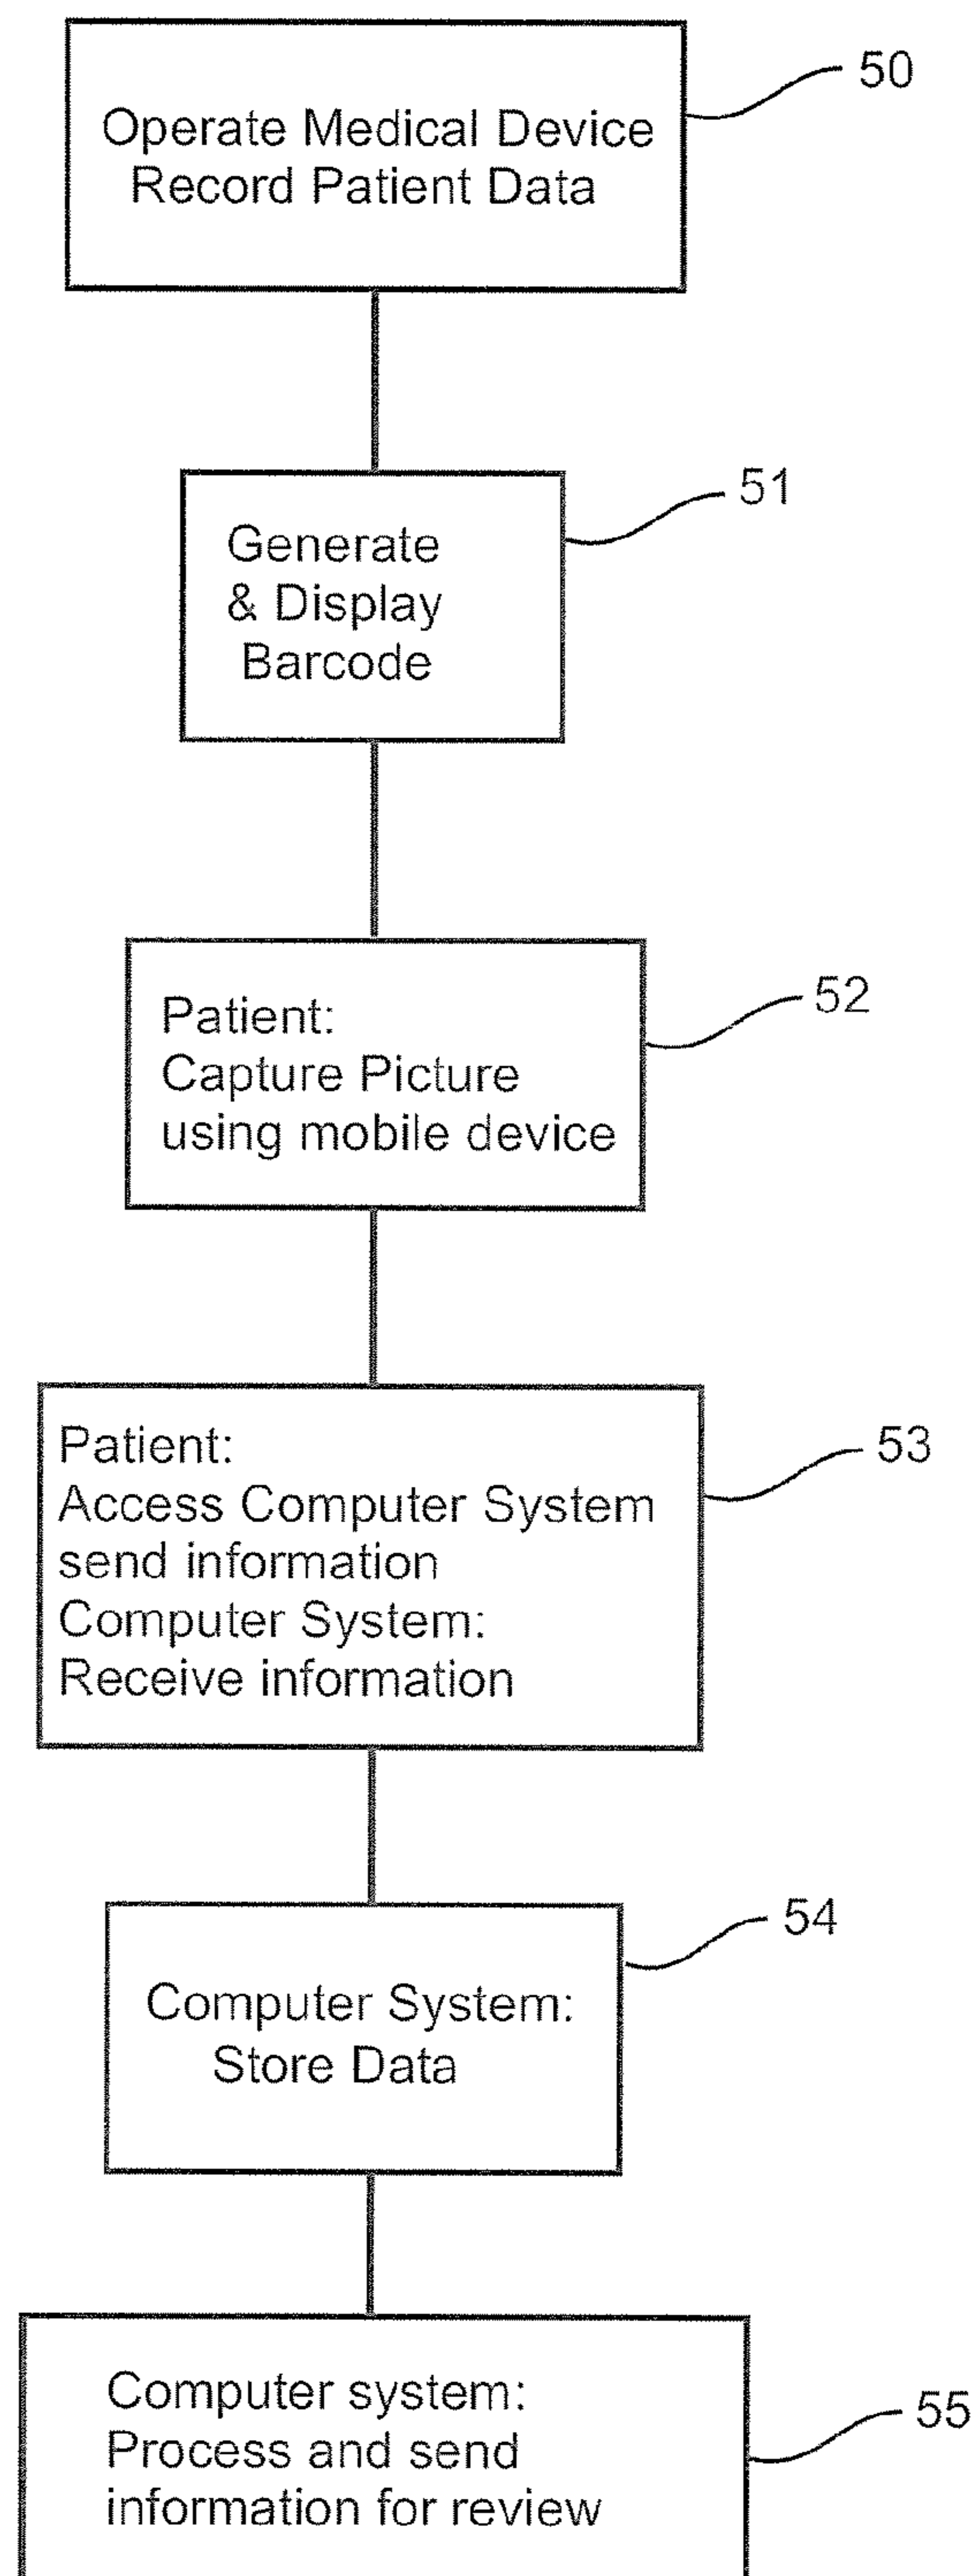 50
Operate Medical Device
Record Patient Data
51
Generate
& Display
Barcode
52
Patient:
Capture Picture
using mobile device
53
Patient:
Access Computer System
send information
Computer System:
Receive information
54
Computer System:
Store Data
55
Computer system:
Process and send
information for review